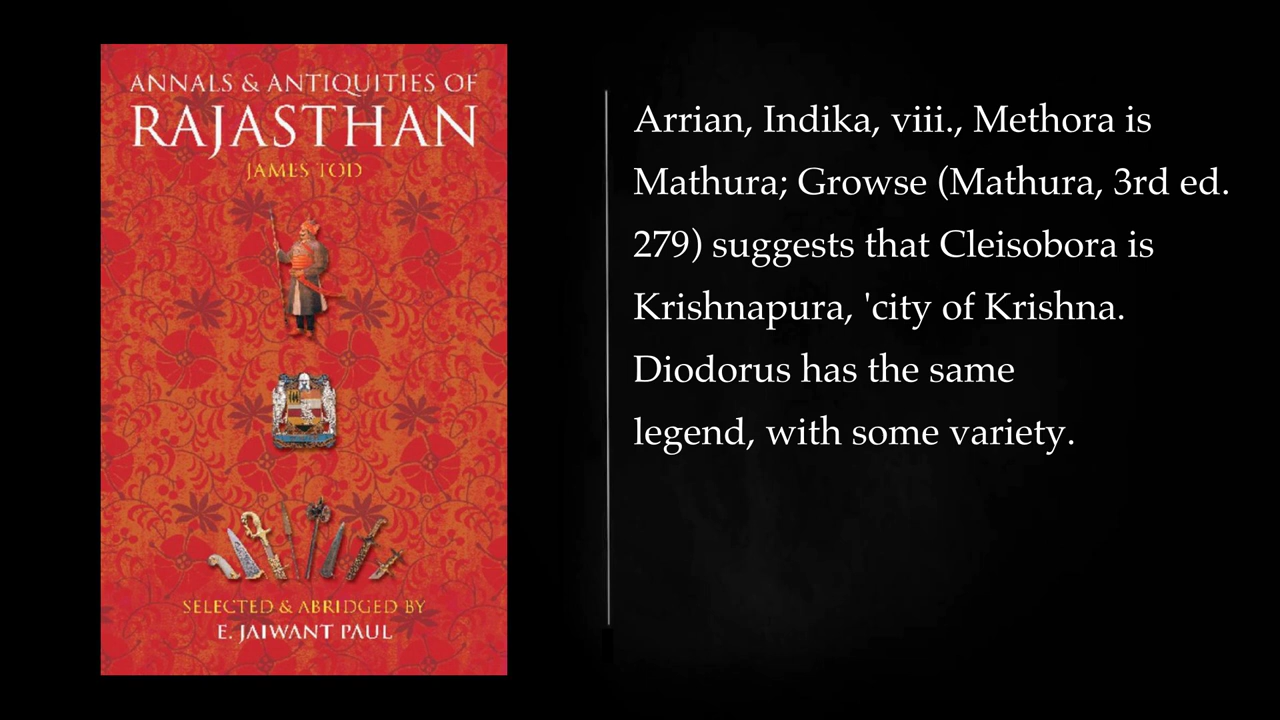 ANNALS & ANTIQUITIES OF
RAJASTHAN
JAMES TOD
SELECTED & ABRIDGED BY
E. JAIWANT PAUL
Arrian, Indika, viii., Methora is
Mathura; Growse (Mathura, 3rd ed.
279) suggests that Cleisobora is
Krishnapura, 'city of Krishna.
Diodorus has the same
legend, with some variety.